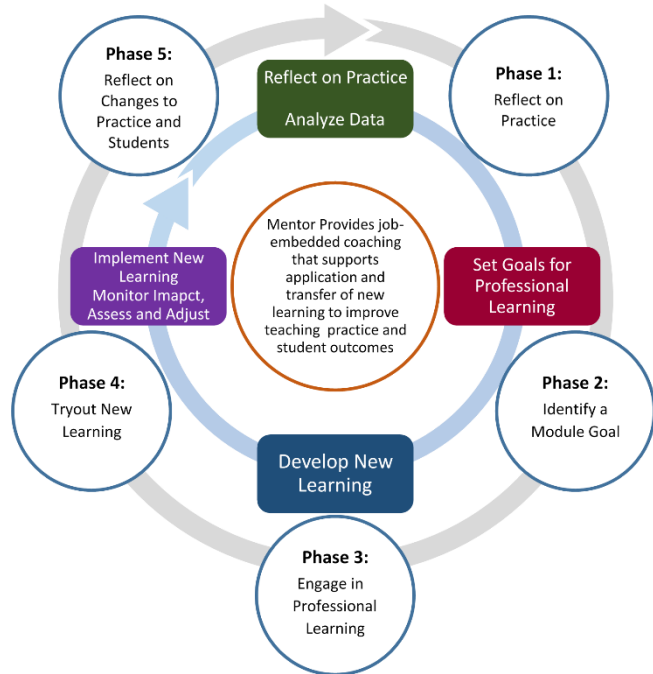 Phase 5:
Reflect on
Changes to
Practice and
Students
Reflect on Practice
Analyze Data
Phase 1:
Reflect on
Practice
Implement New
Learning
Monitor Imapct,
Assess and Adjust
Mentor Provides job-
embedded coaching
that supports
application and
transfer of new
learning to improve
teaching practice and
student outcomes
Set Goals for
Professional
Learning
Phase 4:
Tryout New
Learning
Phase 2:
Identify a
Module Goal
Develop New
Learning
Phase 3:
Engage in
Professional
Learning